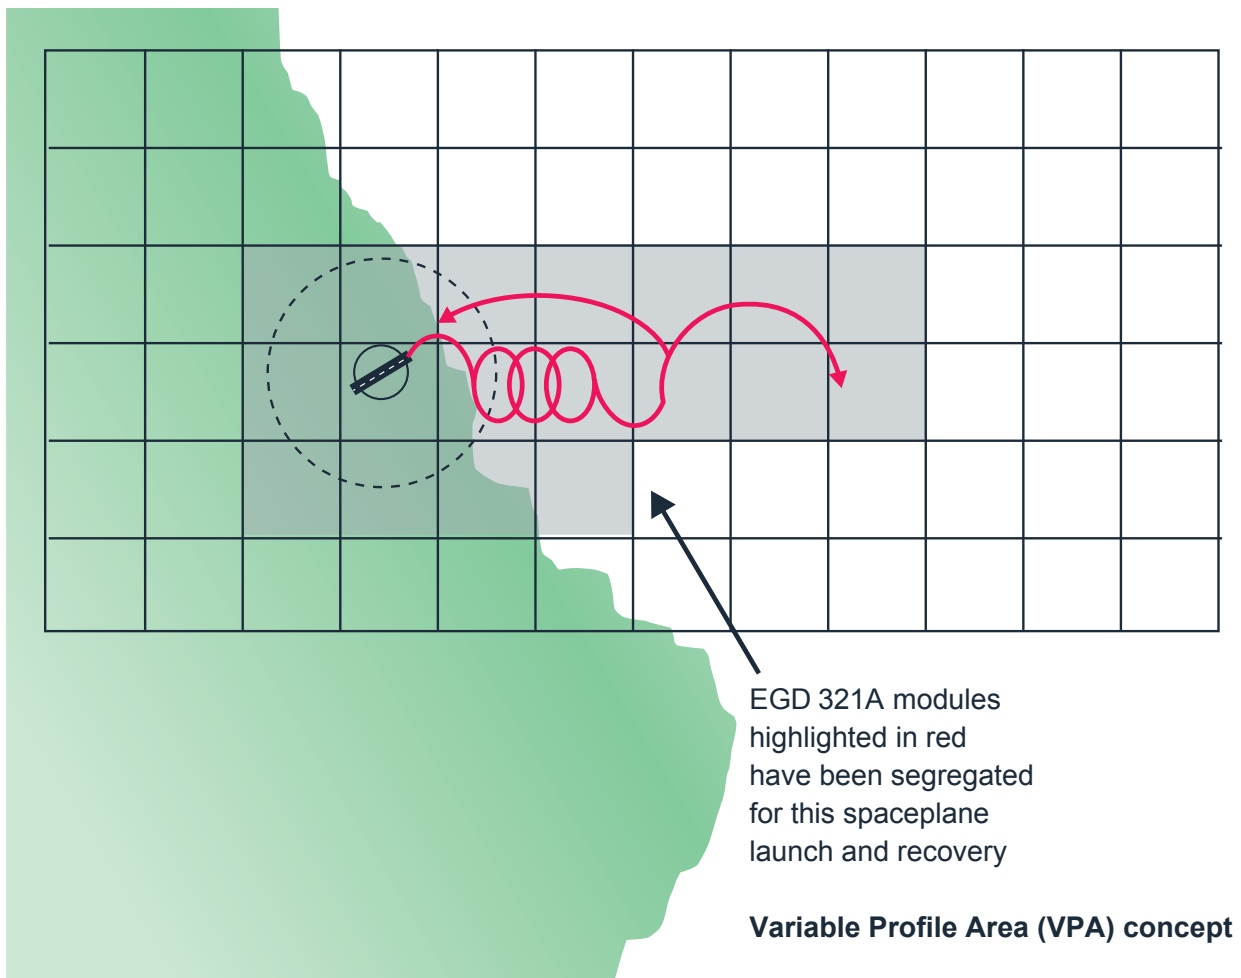 EGD 321A modules
highlighted in red
have been segregated
for this spaceplane
launch and recovery
Variable Profile Area (VPA) concept